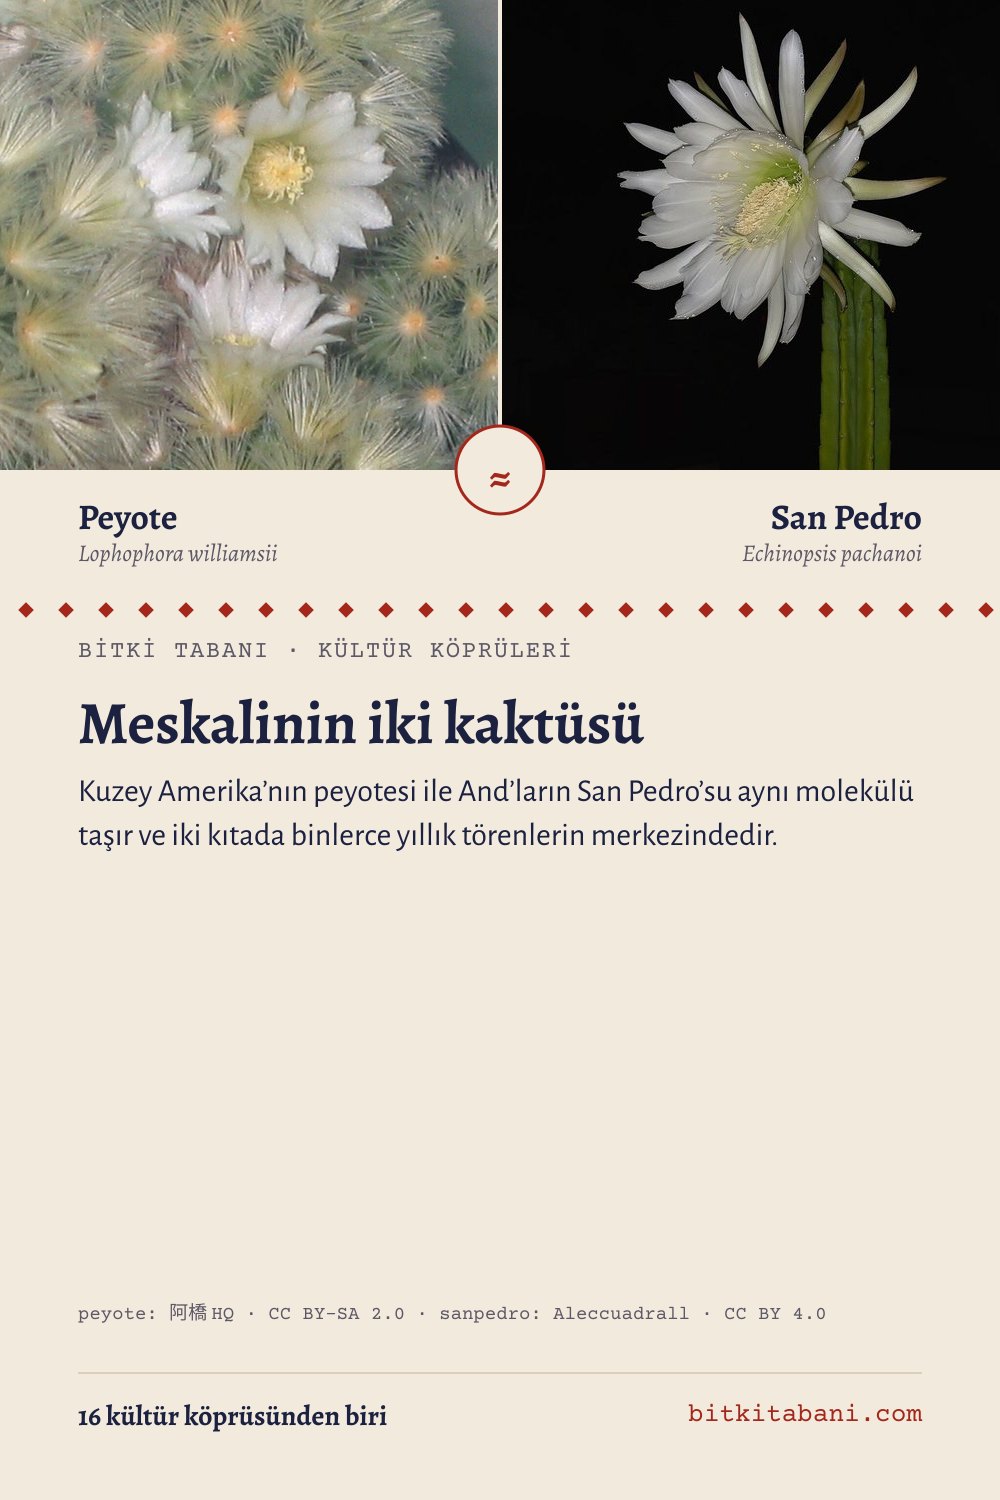 ≈
Peyote
San Pedro
Lophophora williamsii
Echinopsis pachanoi
BİTKİ TABANI · KÜLTÜR KÖPRÜLERİ
Meskalinin iki kaktüsü
Kuzey Amerika’nın peyotesi ile And’ların San Pedro’su aynı molekülü
taşır ve iki kıtada binlerce yıllık törenlerin merkezindedir.
peyote: 阿橋 HQ · CC BY-SA 2.0 · sanpedro: Aleccuadrall · CC BY 4.0
16 kültür köprüsünden biri
bitkitabani.com